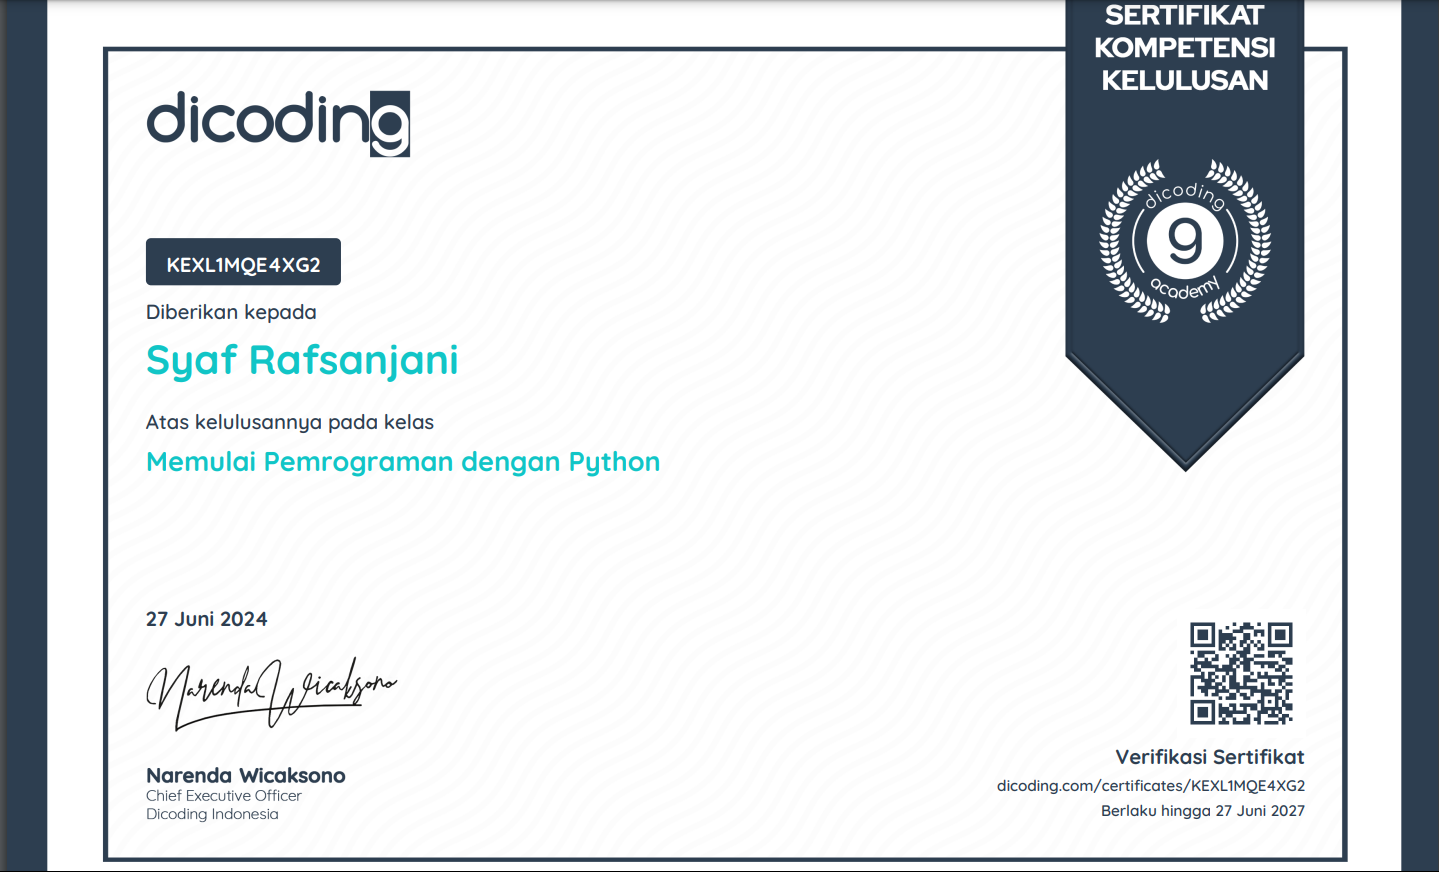 SERTIFIKAT
KOMPETENSI
KELULUSAN
dicoding
dicoding
g
academy
KEXL1MQE4XG2
Diberikan kepada
Syaf Rafsanjani
Atas kelulusannya pada kelas
Memulai Pemrograman dengan Python
27 Juni 2024
Narenda Wicaksono
Narenda Wicaksono
Chief Executive Officer
Dicoding Indonesia
Verifikasi Sertifikat
dicoding.com/certificates/KEXL1MQE4XG2
Berlaku hingga 27 Juni 2027